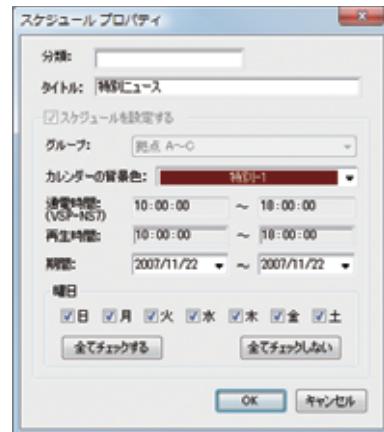 スケジュール プロパティ
分類:
タイトル: 特別ニュース
スケジュールを設定する
グループ: 拠点 A～C
カレンダーの背景色: 特別-1
通電時間: 10:00:00 ～ 18:00:00
(VSP-NS7)
再生時間: 10:00:00 ～ 18:00:00
期間: 2007/11/22 ～ 2007/11/22
曜日
日 月 火 水 木 金 土
全てチェックする 全てチェックしない
OK キャンセル